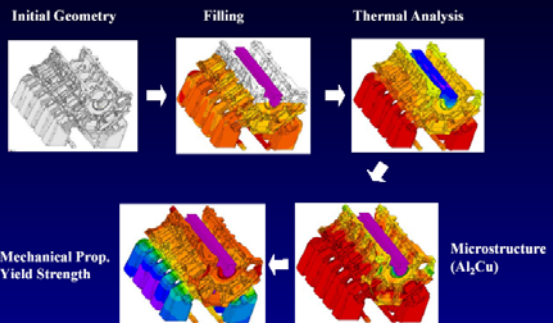 Initial Geometry
Filling
Thermal Analysis
Mechanical Prop.
Yield Strength
Microstructure
(Al₂Cu)